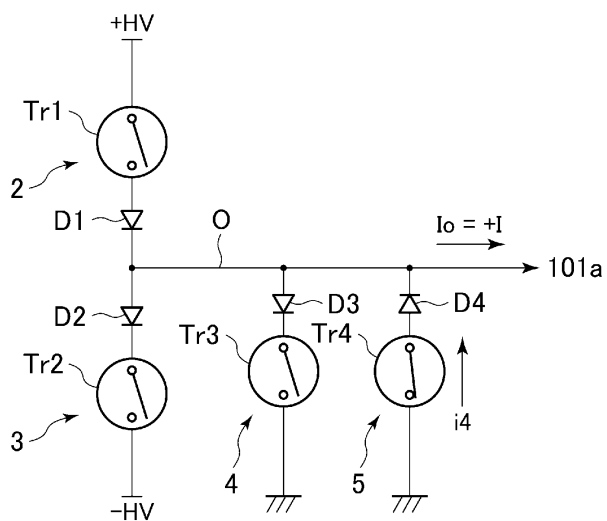 +HV
Tr1
2
D1
O
Io = +I
101a
D2
D3
D4
Tr2
Tr3
Tr4
3
4
5
i4
−HV